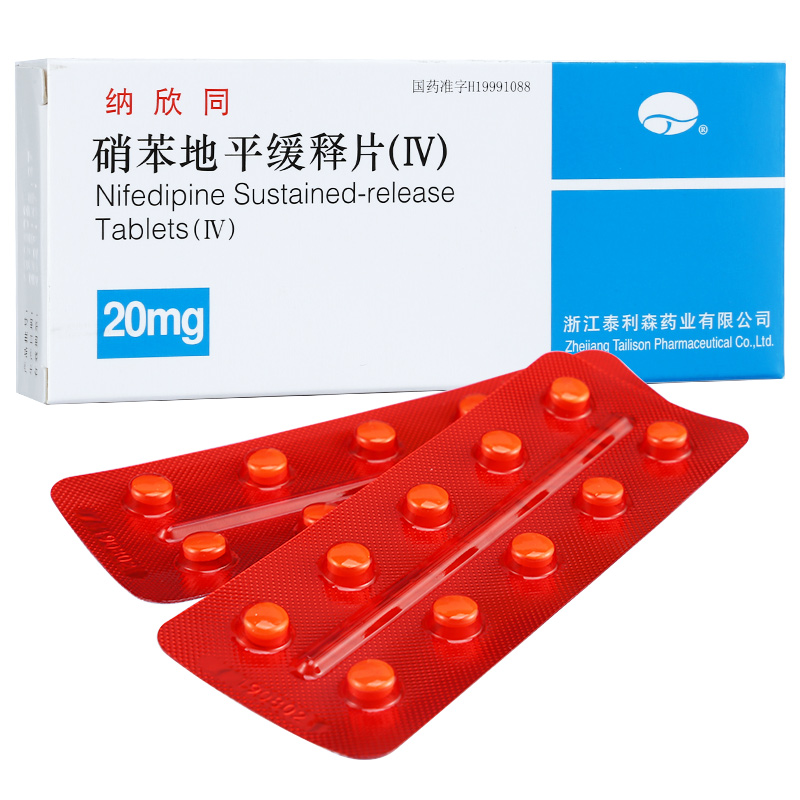 国药准字H19991088
纳欣同
硝苯地平缓释片(Ⅳ)
Nifedipine Sustained-release
Tablets(Ⅳ)
20mg
®
浙江泰利森药业有限公司
Zhejiang Tailison Pharmaceutical Co.,Ltd.